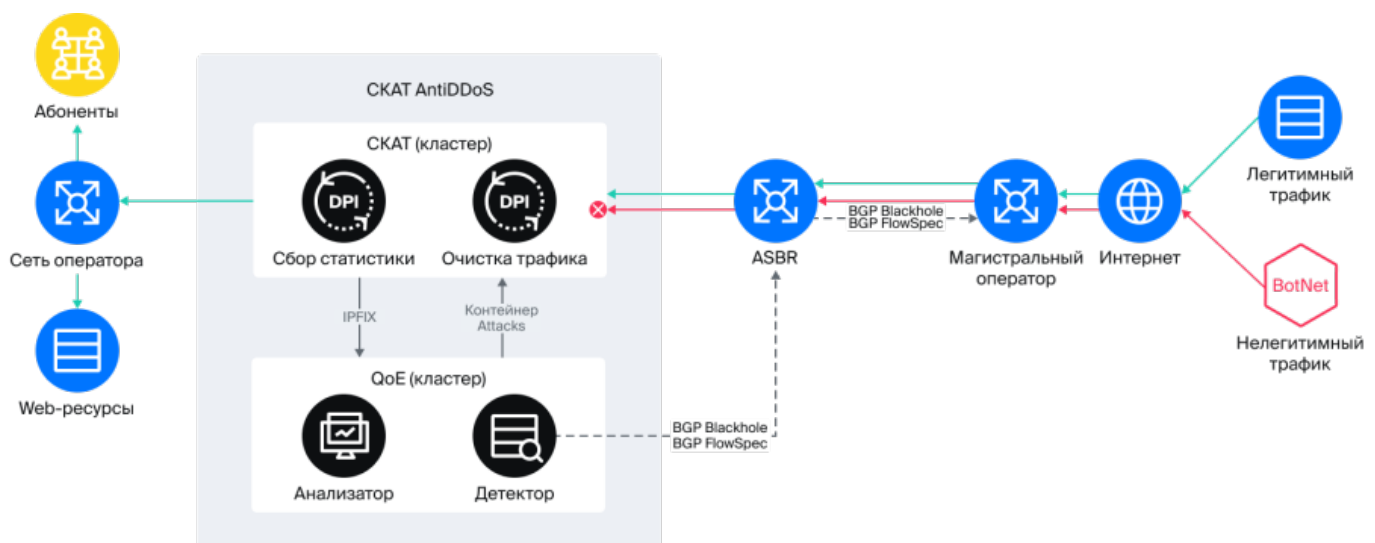 Абоненты
Сеть оператора
Web-ресурсы
СКАТ AntiDDoS
СКАТ (кластер)
DPI
DPI
Сбор статистики
Очистка трафика
IPFIX
Контейнер
Attacks
QoE (кластер)
Анализатор
Детектор
BGP Blackhole
BGP FlowSpec
ASBR
BGP Blackhole
BGP FlowSpec
Магистральный
оператор
Интернет
Легитимный
трафик
BotNet
Нелегитимный
трафик